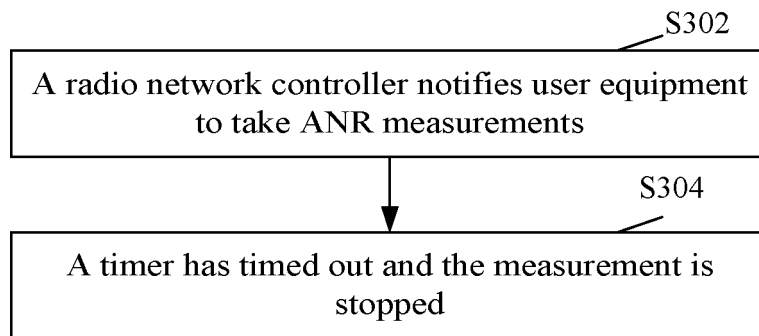 S302
A radio network controller notifies user equipment
to take ANR measurements
S304
A timer has timed out and the measurement is
stopped